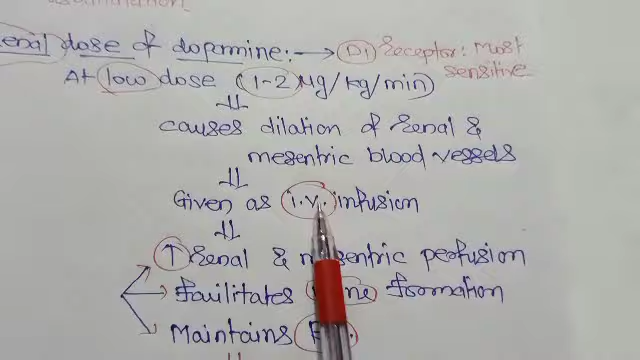 dose of dopamine:- → D1 Receptor: Most sensitive
At low dose (1-2 µg/kg/min)
causes dilation of renal &
mesentric blood vessels
Given as i.v. infusion
↑ Renal & perfusion
Facilitates formation
Maintains